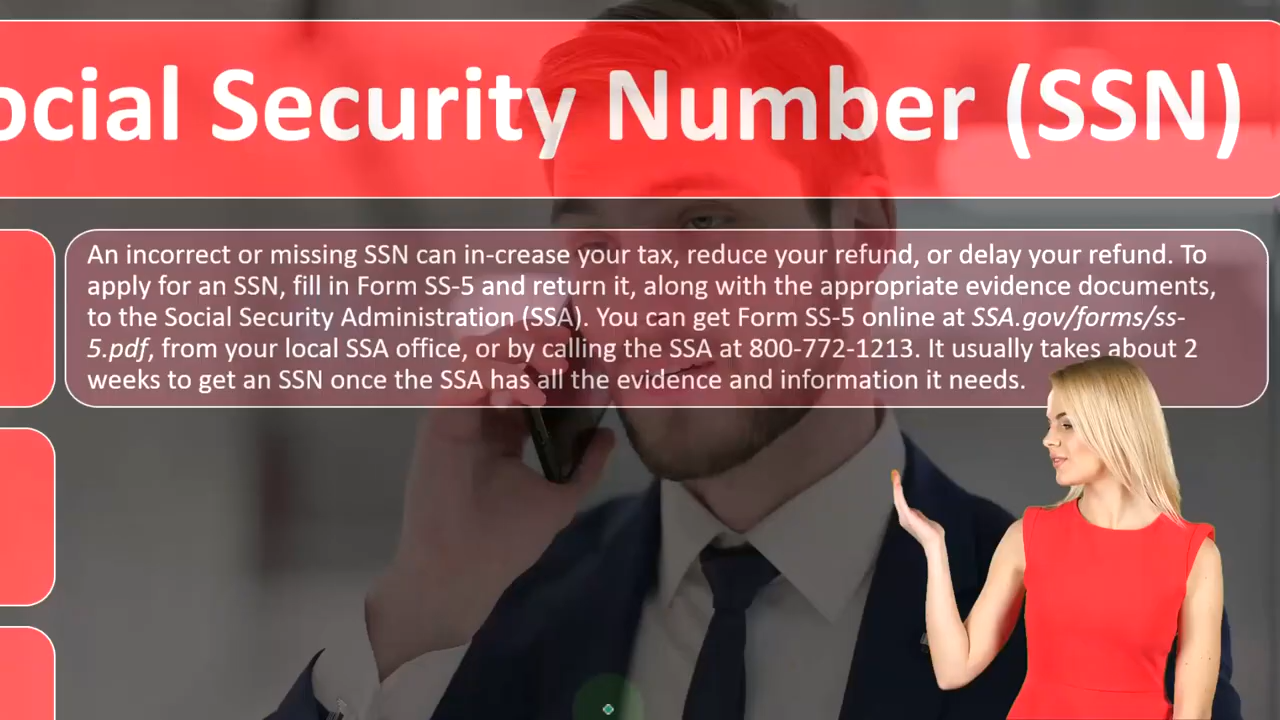 ocial Security Number (SSN)
An incorrect or missing SSN can in-crease your tax, reduce your refund, or delay your refund. To
apply for an SSN, fill in Form SS-5 and return it, along with the appropriate evidence documents,
to the Social Security Administration (SSA). You can get Form SS-5 online at SSA.gov/forms/ss-
5.pdf, from your local SSA office, or by calling the SSA at 800-772-1213. It usually takes about 2
weeks to get an SSN once the SSA has all the evidence and information it needs.